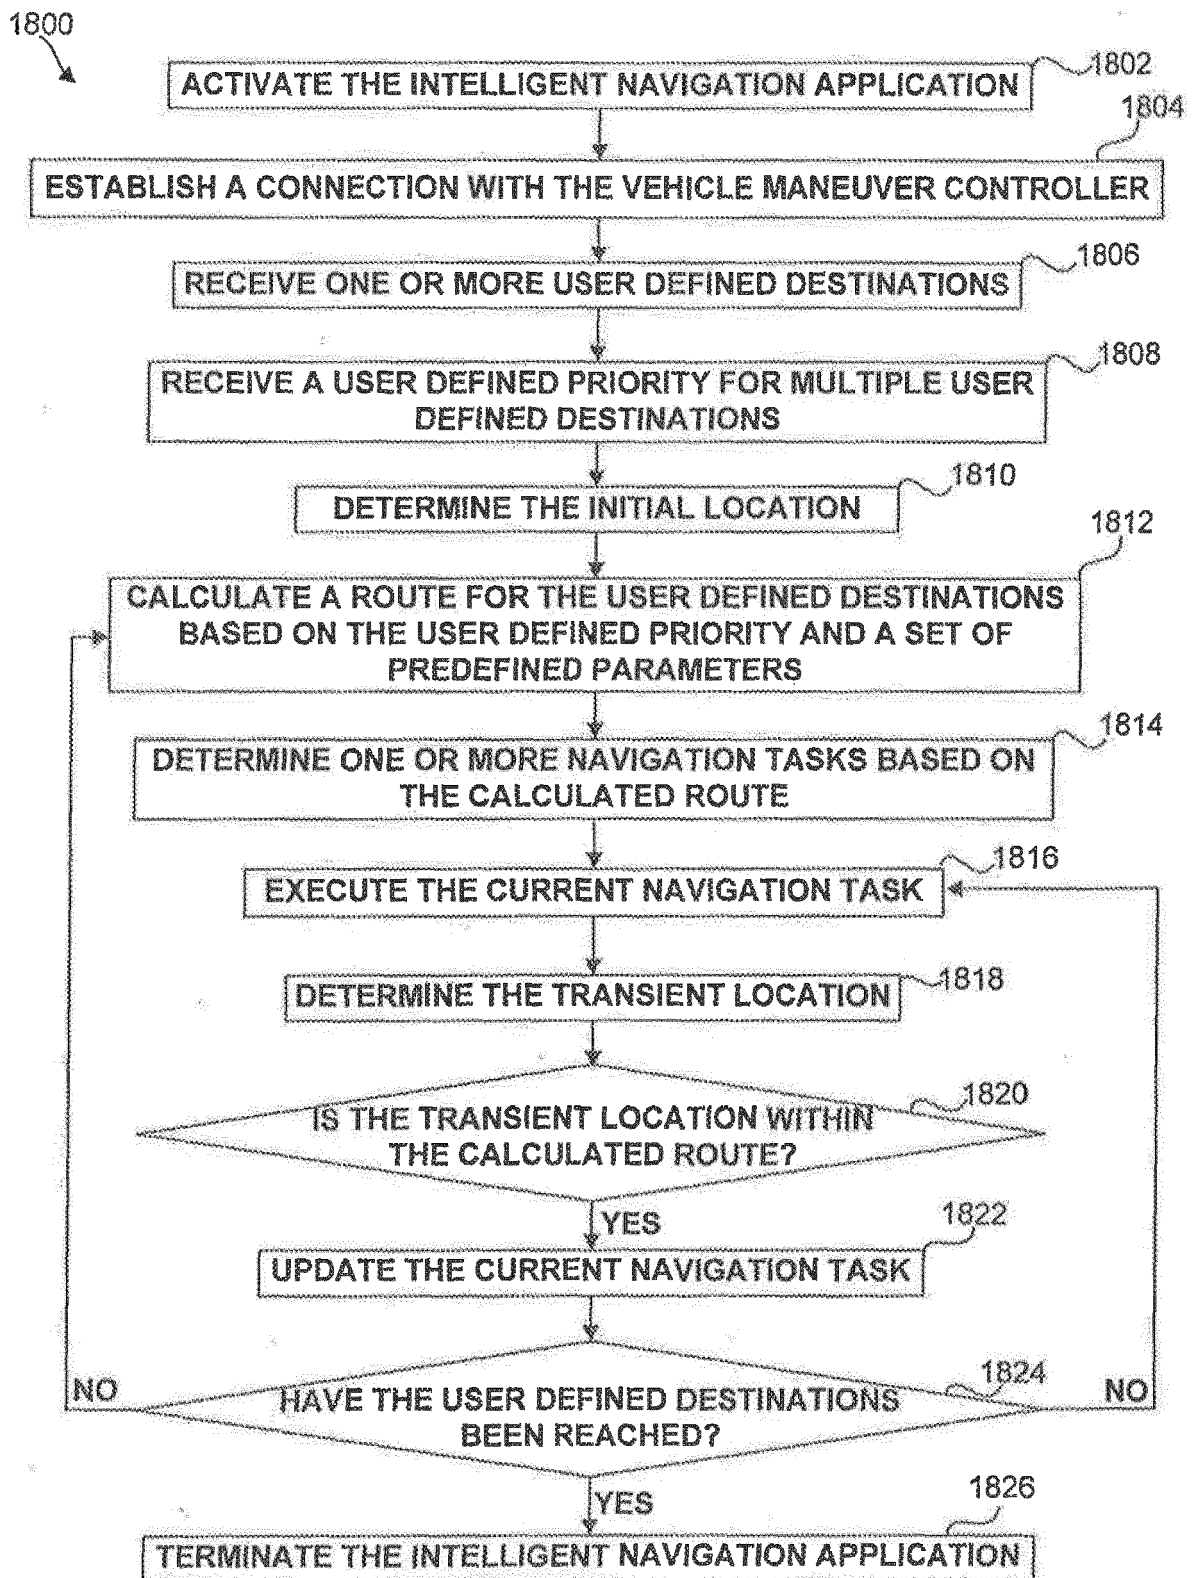 1800
ACTIVATE THE INTELLIGENT NAVIGATION APPLICATION
1802
1804
ESTABLISH A CONNECTION WITH THE VEHICLE MANEUVER CONTROLLER
1806
RECEIVE ONE OR MORE USER DEFINED DESTINATIONS
1808
RECEIVE A USER DEFINED PRIORITY FOR MULTIPLE USER
DEFINED DESTINATIONS
1810
DETERMINE THE INITIAL LOCATION
1812
CALCULATE A ROUTE FOR THE USER DEFINED DESTINATIONS
BASED ON THE USER DEFINED PRIORITY AND A SET OF
PREDEFINED PARAMETERS
1814
DETERMINE ONE OR MORE NAVIGATION TASKS BASED ON
THE CALCULATED ROUTE
1816
EXECUTE THE CURRENT NAVIGATION TASK
1818
DETERMINE THE TRANSIENT LOCATION
1820
IS THE TRANSIENT LOCATION WITHIN
THE CALCULATED ROUTE?
YES
1822
UPDATE THE CURRENT NAVIGATION TASK
1824
NO
HAVE THE USER DEFINED DESTINATIONS
BEEN REACHED?
NO
YES
1826
TERMINATE THE INTELLIGENT NAVIGATION APPLICATION